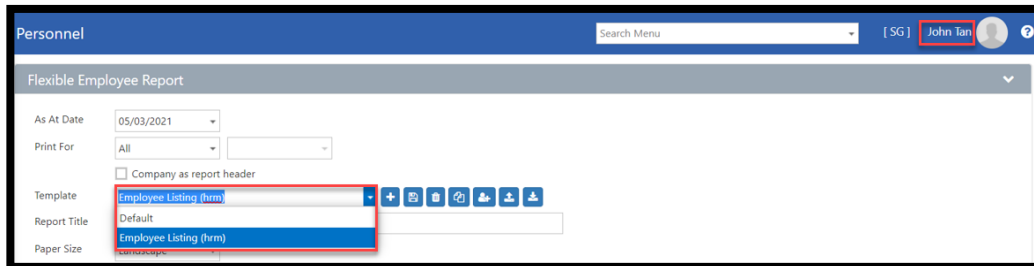 Personnel
Search Menu
[ SG ] John Tan
Flexible Employee Report
As At Date 05/03/2021
Print For All
Company as report header
Template Employee Listing (hrm)
Report Title Default
Employee Listing (hrm)
Paper Size Landscape